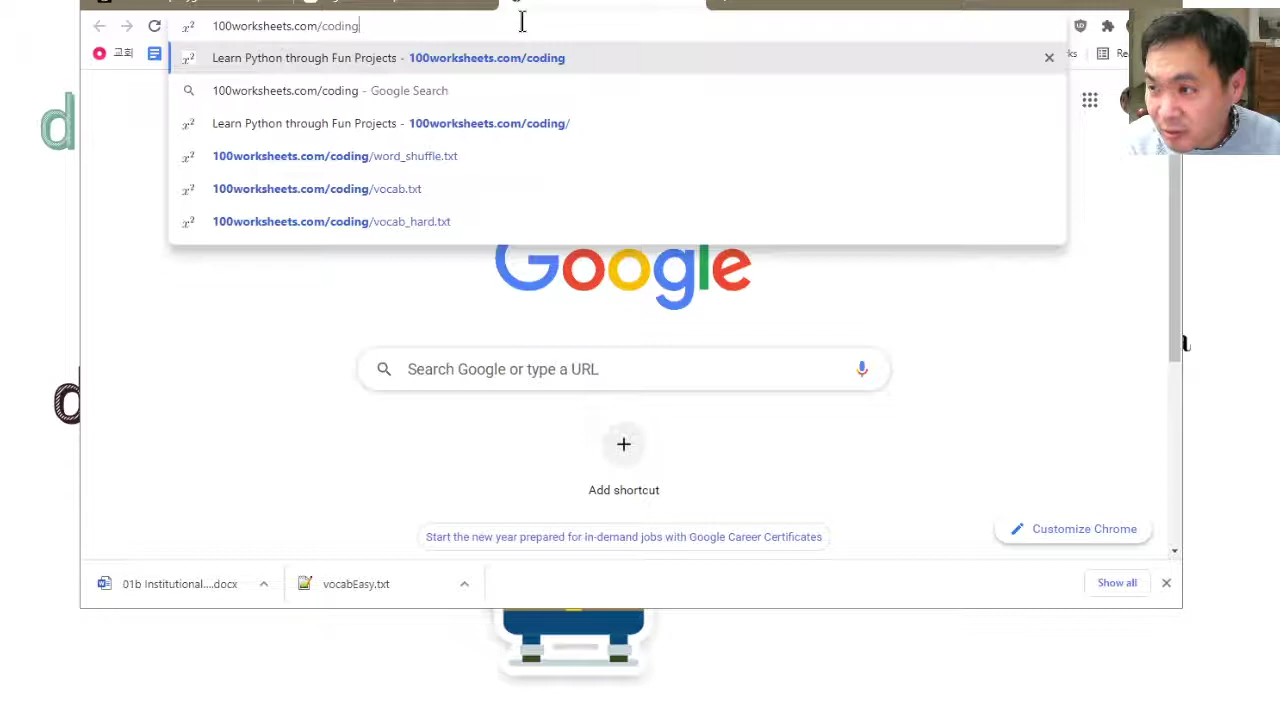 100worksheets.com/coding
교회
Learn Python through Fun Projects - 100worksheets.com/coding
100worksheets.com/coding - Google Search
Learn Python through Fun Projects - 100worksheets.com/coding/
100worksheets.com/coding/word_shuffle.txt
100worksheets.com/coding/vocab.txt
100worksheets.com/coding/vocab_hard.txt
Google
Search Google or type a URL
Add shortcut
Start the new year prepared for in-demand jobs with Google Career Certificates
Customize Chrome
01b Institutional....docx
vocabEasy.txt
Show all